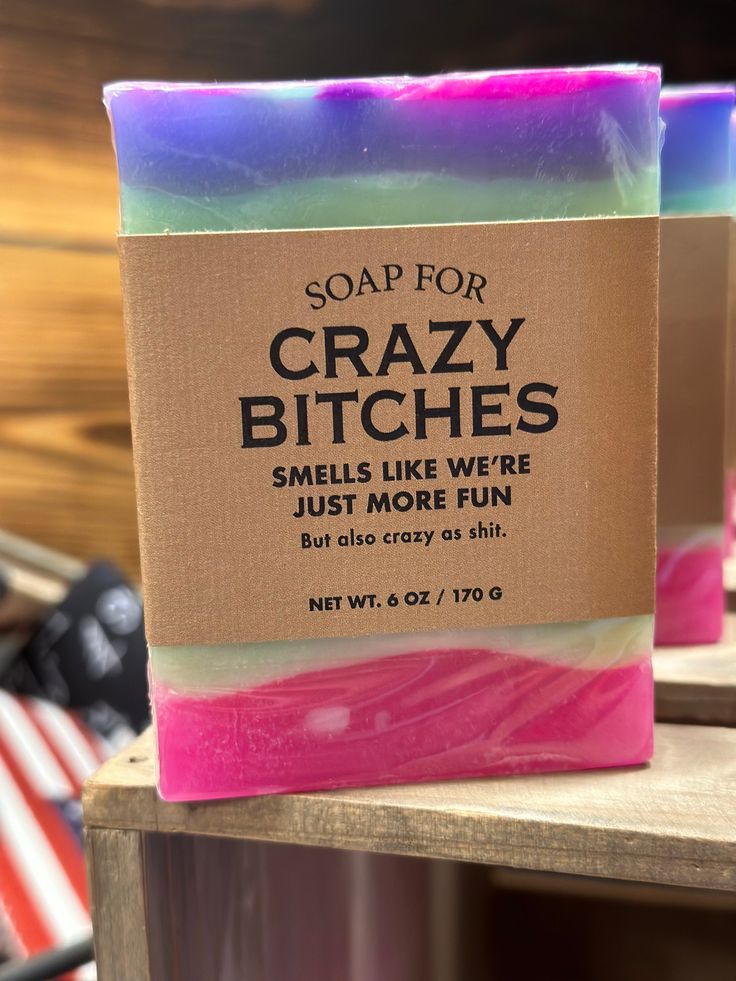 SOAP FOR
CRAZY
BITCHES
SMELLS LIKE WE'RE
JUST MORE FUN
But also crazy as shit.
NET WT. 6 OZ / 170 G